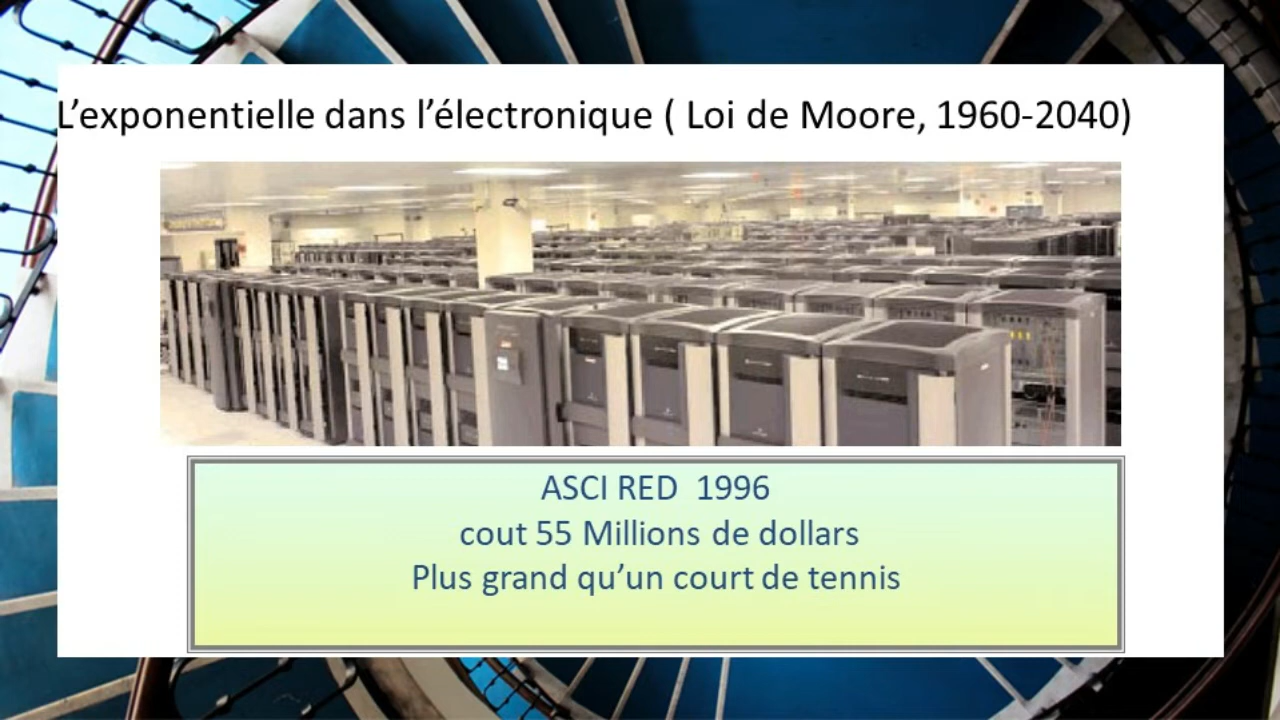 L’exponentielle dans l’électronique ( Loi de Moore, 1960-2040)
ASCI RED 1996
cout 55 Millions de dollars
Plus grand qu’un court de tennis